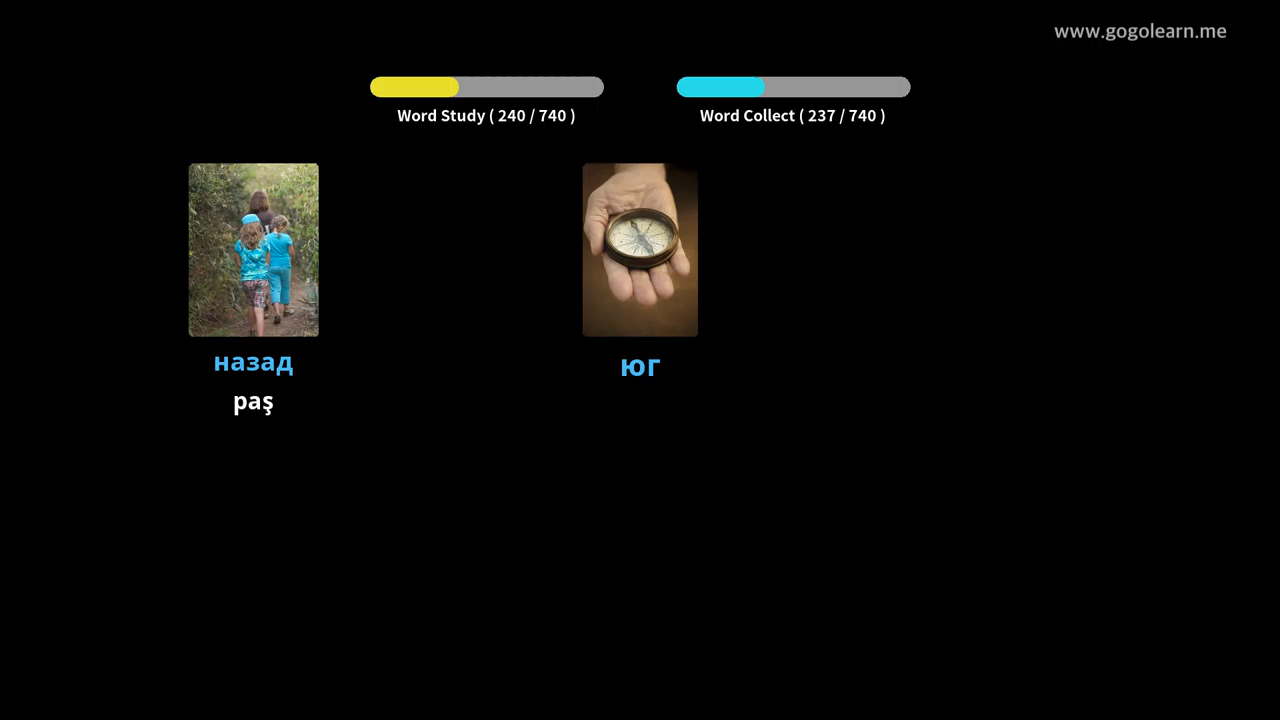 www.gogolearn.me
Word Study ( 240 / 740 )
Word Collect ( 237 / 740 )
назад
paş
юг